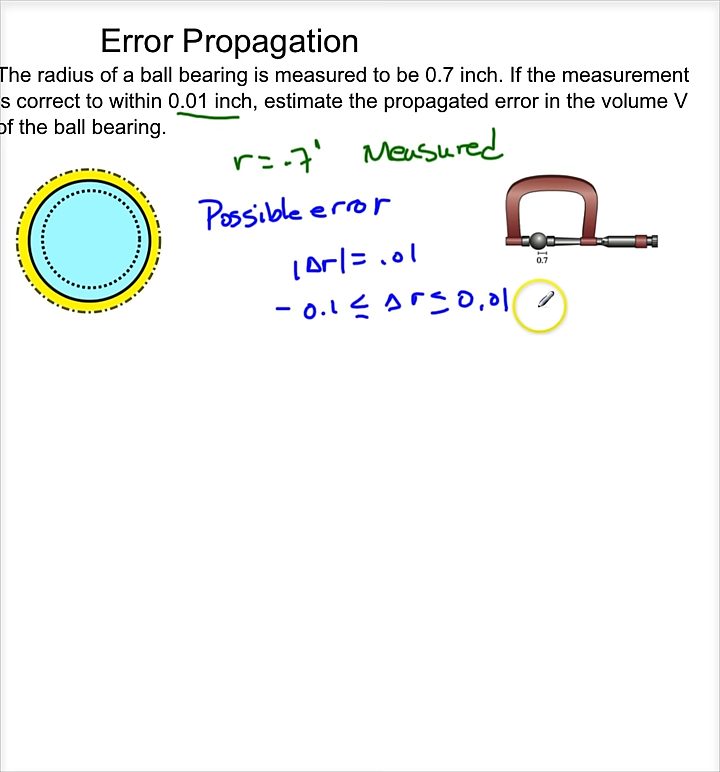 Error Propagation
The radius of a ball bearing is measured to be 0.7 inch. If the measurement
s correct to within 0.01 inch, estimate the propagated error in the volume V
of the ball bearing.
r = .7' Measured
Possible error
|Δr| = .01
- 0.1 ≤ Δr ≤ 0.01
0.7